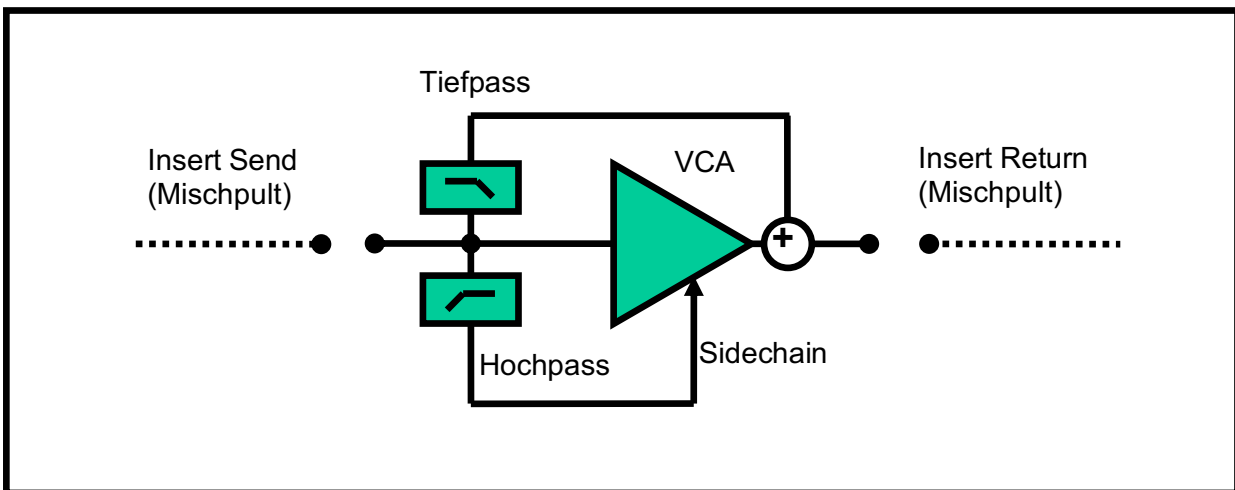 Tiefpass
Insert Send
(Mischpult)
VCA
Insert Return
(Mischpult)
+
Hochpass
Sidechain